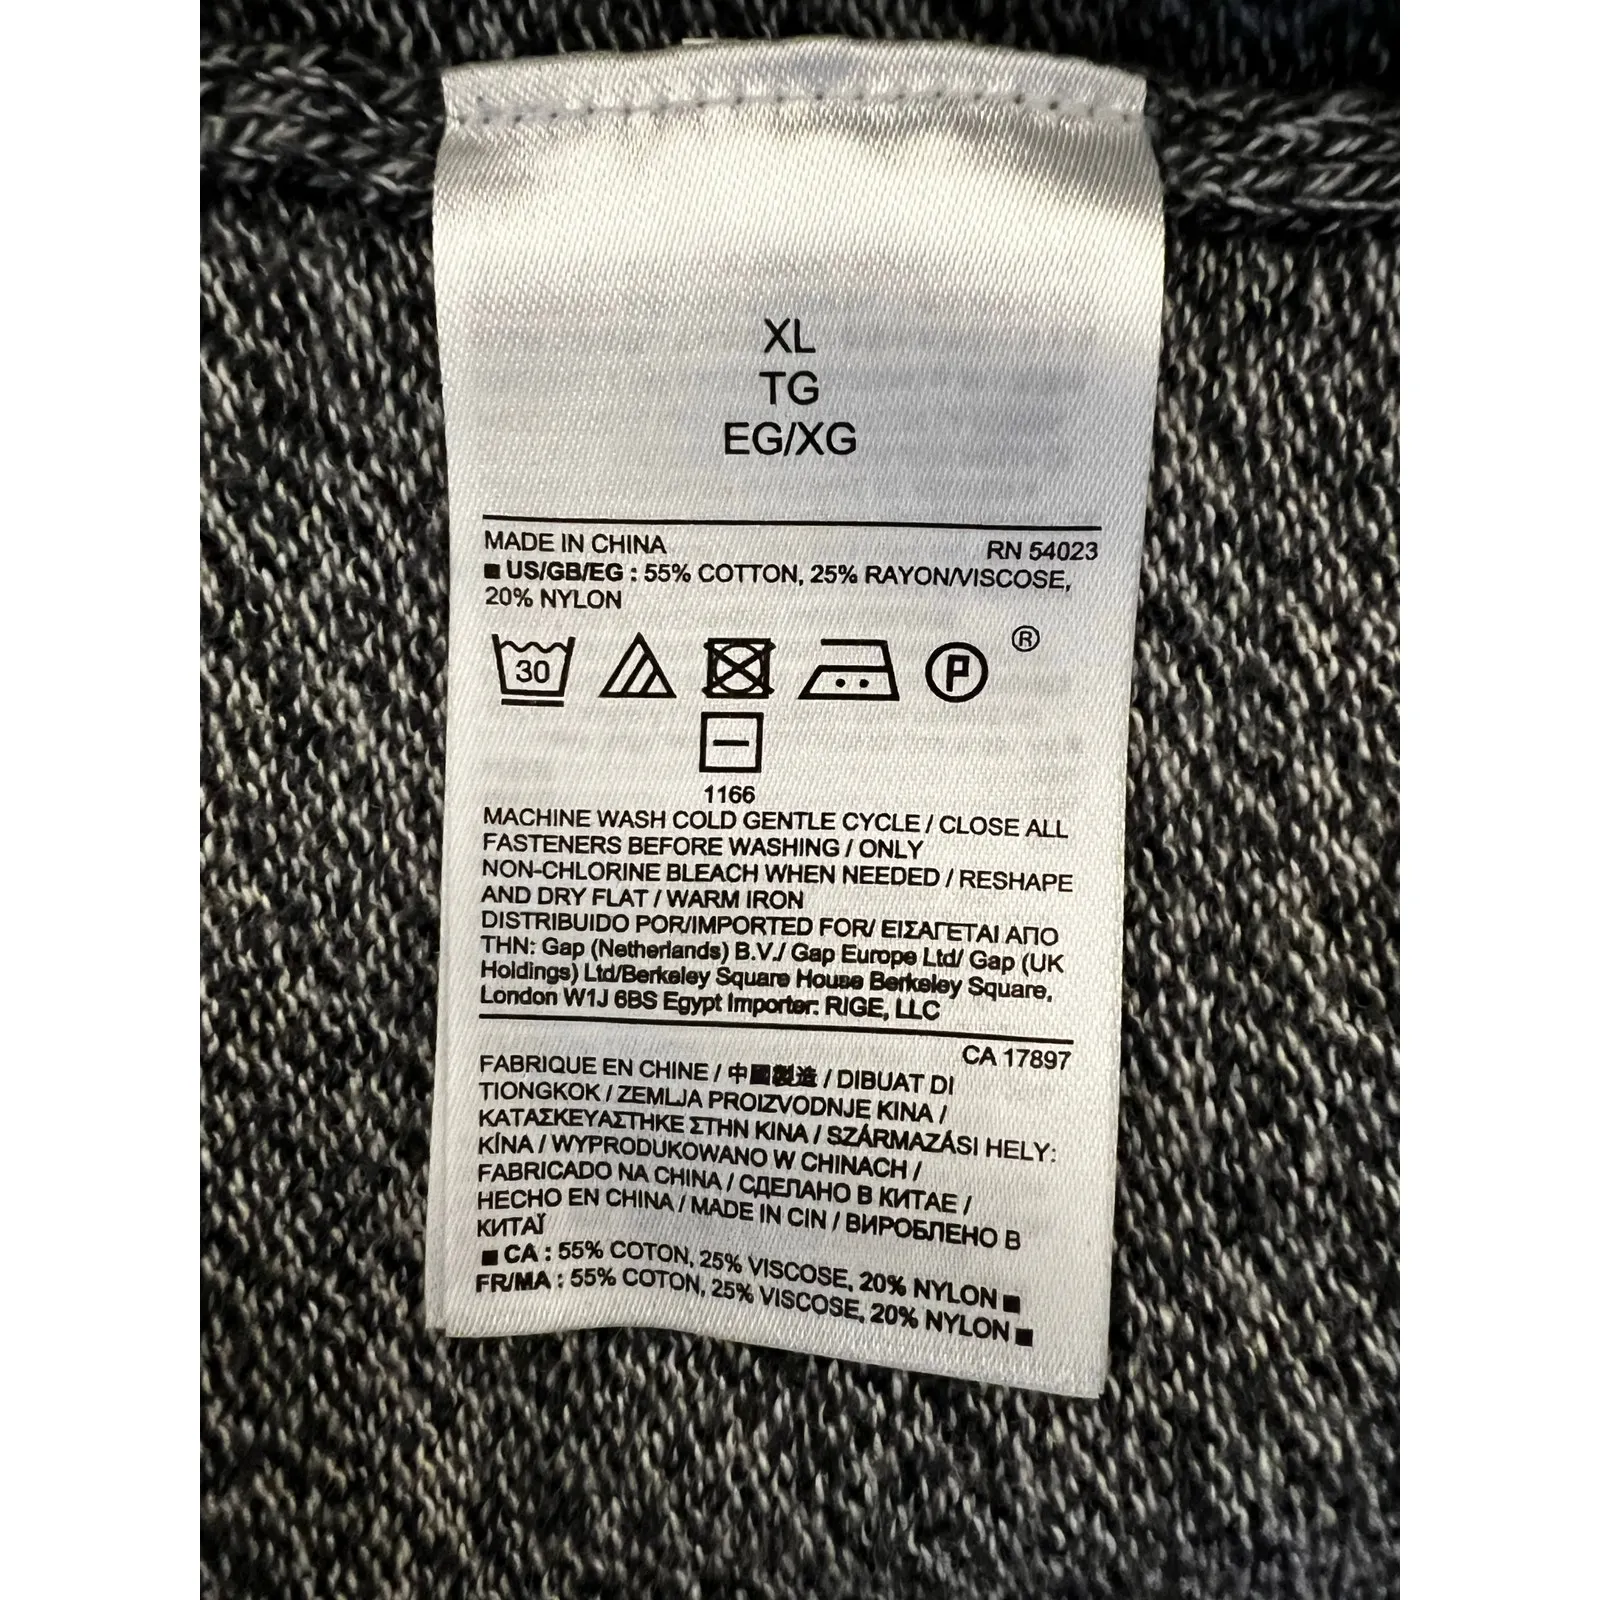 XL
TG
EG/XG
MADE IN CHINA RN 54023
■ US/GB/EG : 55% COTTON, 25% RAYON/VISCOSE,
20% NYLON
30 P ®
1166
MACHINE WASH COLD GENTLE CYCLE / CLOSE ALL
FASTENERS BEFORE WASHING / ONLY
NON-CHLORINE BLEACH WHEN NEEDED / RESHAPE
AND DRY FLAT / WARM IRON
DISTRIBUIDO POR/IMPORTED FOR/ ΕΙΣΑΓΕΤΑΙ ΑΠΟ
ΤΗΝ: Gap (Netherlands) B.V./ Gap Europe Ltd/ Gap (UK
Holdings) Ltd/Berkeley Square House Berkeley Square,
London W1J 6BS Egypt Importer: RIGE, LLC
CA 17897
FABRIQUE EN CHINE / 中國製造 / DIBUAT DI
TIONGKOK / ZEMLJA PROIZVODNJE KINA /
ΚΑΤΑΣΚΕΥΑΣΤΗΚΕ ΣΤΗΝ ΚΙΝΑ / SZÁRMAZÁSI HELY:
KÍNA / WYPRODUKOWANO W CHINACH /
FABRICADO NA CHINA / СДЕЛАНО В КИТАЕ /
HECHO EN CHINA / MADE IN CIN / ВИРОБЛЕНО В
КИТАЇ
■ CA : 55% COTON, 25% VISCOSE, 20% NYLON ■
FR/MA : 55% COTON, 25% VISCOSE, 20% NYLON ■